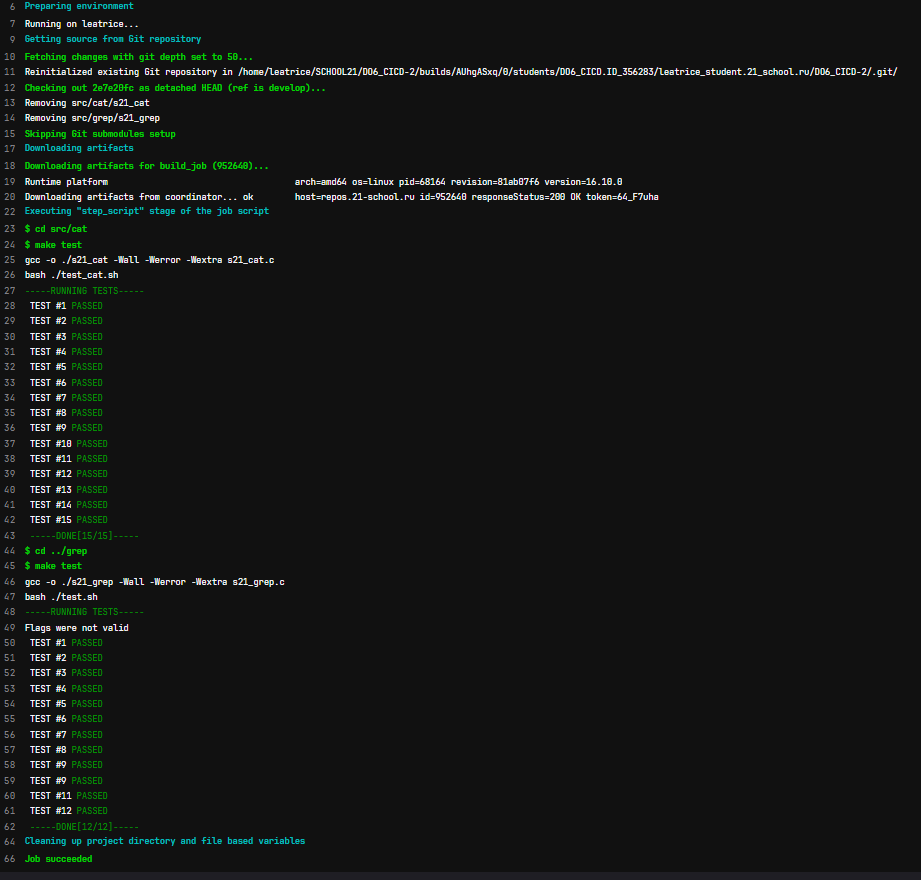 6 Preparing environment
7 Running on leatrice...
9 Getting source from Git repository
10 Fetching changes with git depth set to 50...
11 Reinitialized existing Git repository in /home/leatrice/SCHOOL21/DO6_CICD-2/builds/AUhgASxq/0/students/DO6_CICD.ID_356283/leatrice_student.21_school.ru/DO6_CICD-2/.git/
12 Checking out 2e7e20fc as detached HEAD (ref is develop)...
13 Removing src/cat/s21_cat
14 Removing src/grep/s21_grep
15 Skipping Git submodules setup
17 Downloading artifacts
18 Downloading artifacts for build_job (952640)...
19 Runtime platform arch=amd64 os=linux pid=68164 revision=81ab07f6 version=16.10.0
20 Downloading artifacts from coordinator... ok host=repos.21-school.ru id=952640 responseStatus=200 OK token=64_F7uha
22 Executing "step_script" stage of the job script
23 $ cd src/cat
24 $ make test
25 gcc -o ./s21_cat -Wall -Werror -Wextra s21_cat.c
26 bash ./test_cat.sh
27 -----RUNNING TESTS-----
28 TEST #1 PASSED
29 TEST #2 PASSED
30 TEST #3 PASSED
31 TEST #4 PASSED
32 TEST #5 PASSED
33 TEST #6 PASSED
34 TEST #7 PASSED
35 TEST #8 PASSED
36 TEST #9 PASSED
37 TEST #10 PASSED
38 TEST #11 PASSED
39 TEST #12 PASSED
40 TEST #13 PASSED
41 TEST #14 PASSED
42 TEST #15 PASSED
43 -----DONE[15/15]-----
44 $ cd ../grep
45 $ make test
46 gcc -o ./s21_grep -Wall -Werror -Wextra s21_grep.c
47 bash ./test.sh
48 -----RUNNING TESTS-----
49 Flags were not valid
50 TEST #1 PASSED
51 TEST #2 PASSED
52 TEST #3 PASSED
53 TEST #4 PASSED
54 TEST #5 PASSED
55 TEST #6 PASSED
56 TEST #7 PASSED
57 TEST #8 PASSED
58 TEST #9 PASSED
59 TEST #9 PASSED
60 TEST #11 PASSED
61 TEST #12 PASSED
62 -----DONE[12/12]-----
64 Cleaning up project directory and file based variables
66 Job succeeded